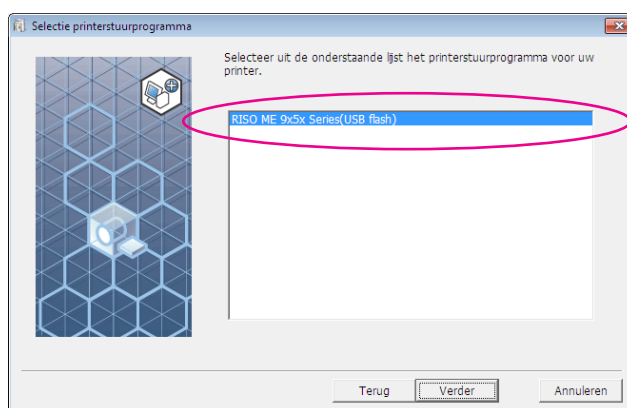 Selectie printerstuurprogramma
Selecteer uit de onderstaande lijst het printerstuurprogramma voor uw
printer.
RISO ME 9x5x Series(USB flash)
Terug
Verder
Annuleren